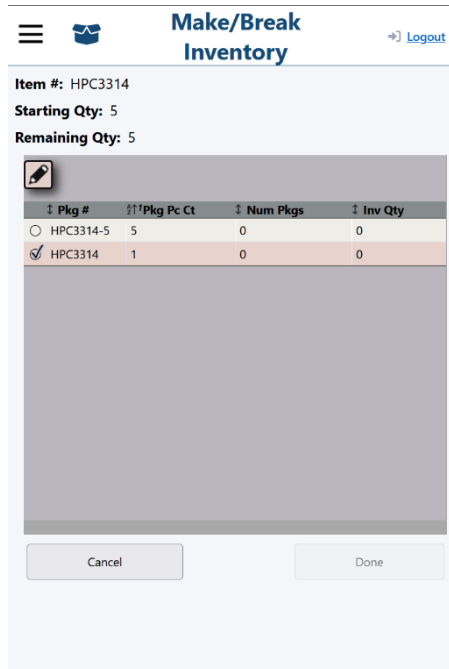 Make/Break
Inventory
Logout
Item #: HPC3314
Starting Qty: 5
Remaining Qty: 5
Pkg # Pkg Pc Ct Num Pkgs Inv Qty
HPC3314-5 5 0 0
HPC3314 1 0 0
Cancel Done